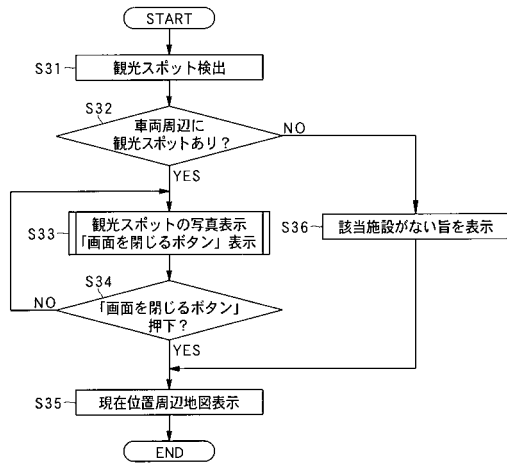 START
S31
観光スポット検出
S32
車両周辺に
観光スポットあり?
NO
YES
S33
観光スポットの写真表示
「画面を閉じるボタン」表示
S36
該当施設がない旨を表示
S34
「画面を閉じるボタン」
押下?
NO
YES
S35
現在位置周辺地図表示
END